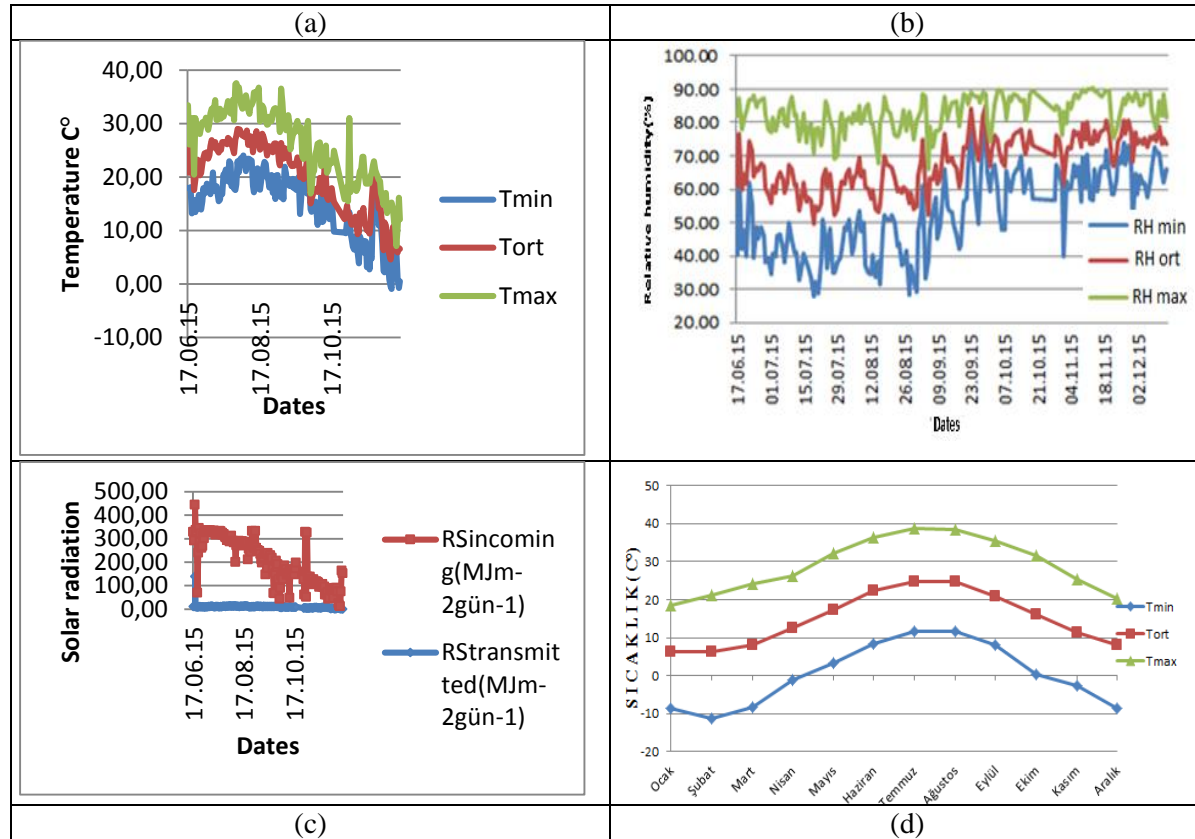 (a)
(b)
40,00
30,00
20,00
10,00
0,00
-10,00
Temperature C°
17.06.15
17.08.15
17.10.15
Dates
Tmin
Tort
Tmax
100.00
90.00
80.00
70.00
60.00
50.00
40.00
30.00
20.00
Relative humidity(%)
17.06.15
01.07.15
15.07.15
29.07.15
12.08.15
26.08.15
09.09.15
23.09.15
07.10.15
21.10.15
04.11.15
18.11.15
02.12.15
Dates
RH min
RH ort
RH max
500,00
400,00
300,00
200,00
100,00
0,00
Solar radiation
17.06.15
17.08.15
17.10.15
Dates
RSincomin
g(MJm-
2gün-1)
RStransmit
ted(MJm-
2gün-1)
50
40
30
20
10
0
-10
-20
SICAKLIK (C°)
Ocak
Şubat
Mart
Nisan
Mayıs
Haziran
Temmuz
Ağustos
Eylül
Ekim
Kasım
Aralık
Tmin
Tort
Tmax
(c)
(d)